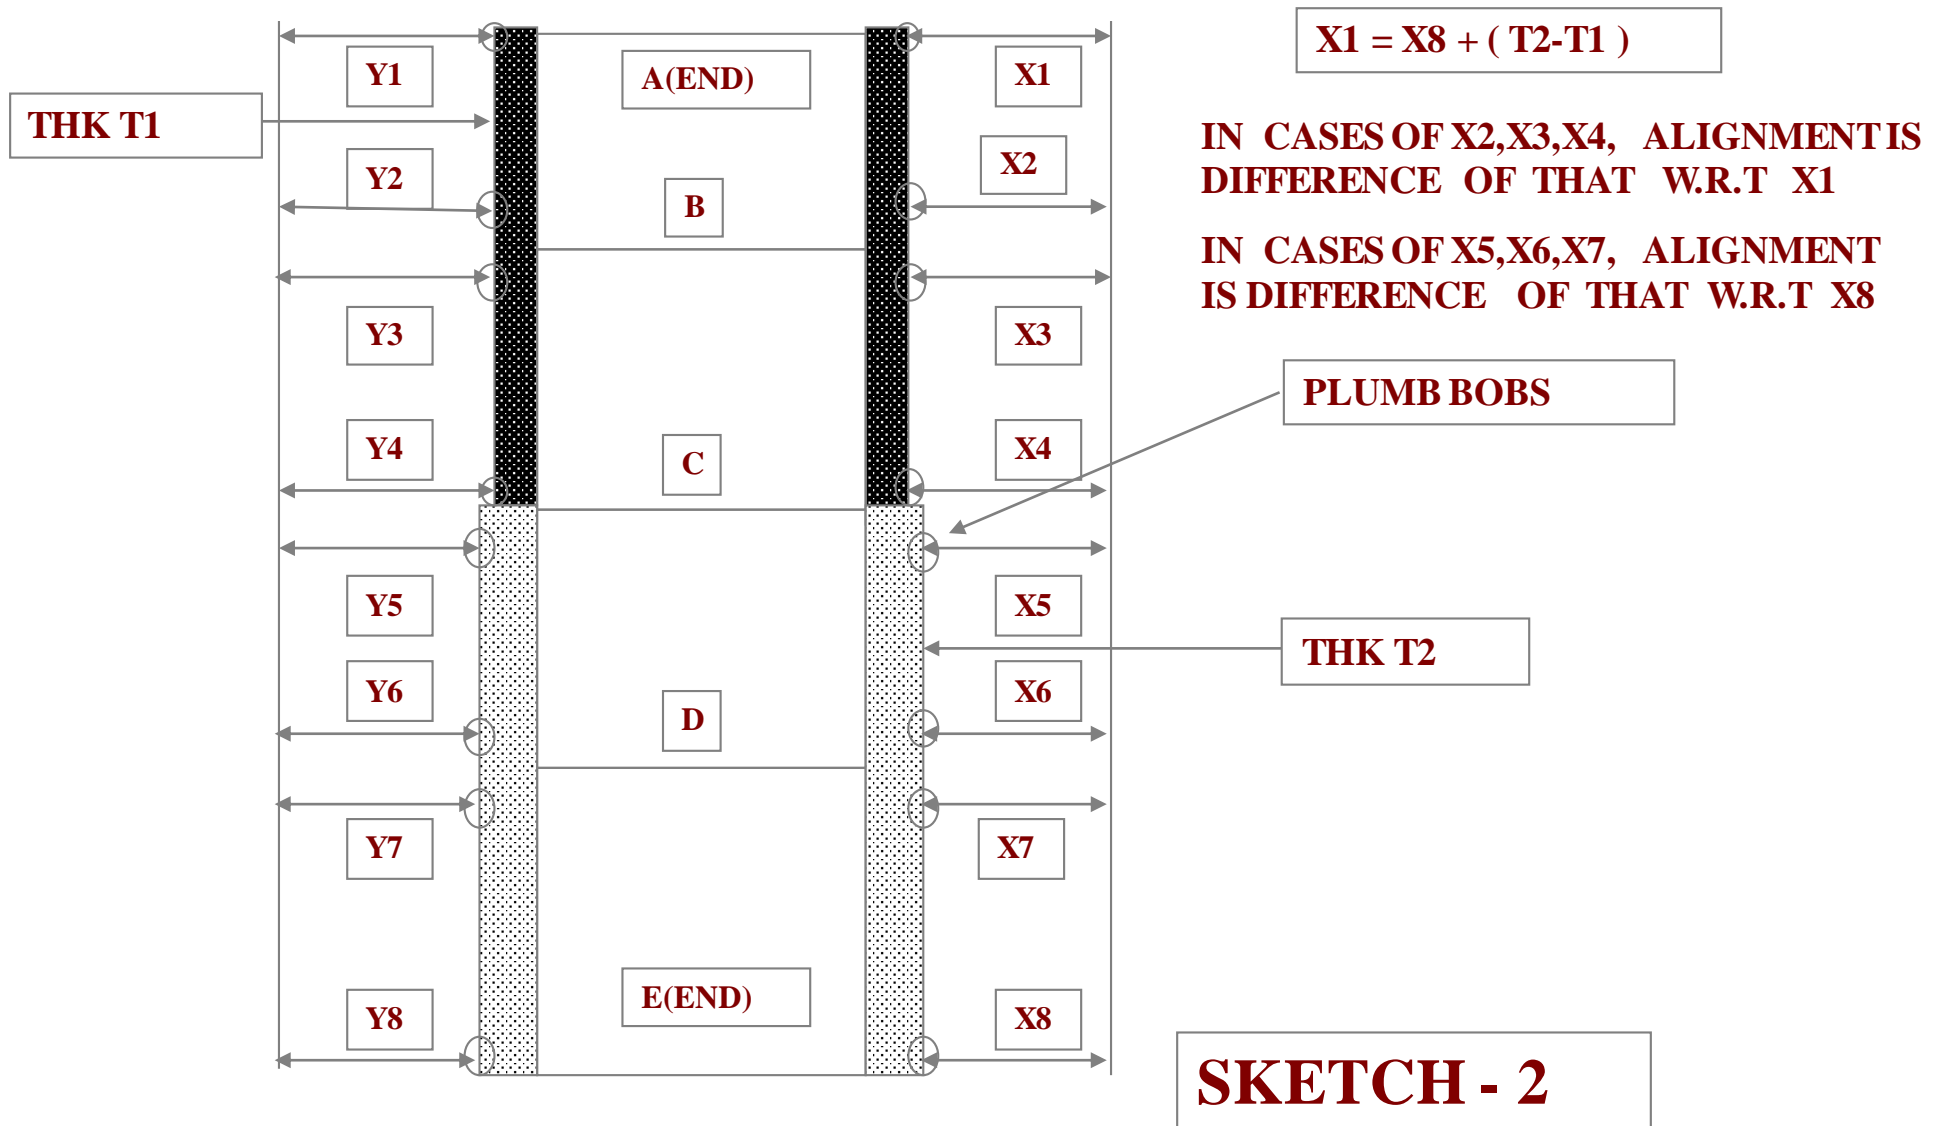 X1 = X8 + ( T2-T1 )
Y1
A(END)
X1
THK T1
IN CASES OF X2,X3,X4, ALIGNMENT IS
DIFFERENCE OF THAT W.R.T X1
Y2
B
X2
IN CASES OF X5,X6,X7, ALIGNMENT
IS DIFFERENCE OF THAT W.R.T X8
Y3
X3
PLUMB BOBS
Y4
C
X4
Y5
X5
THK T2
Y6
D
X6
Y7
X7
E(END)
Y8
X8
SKETCH - 2